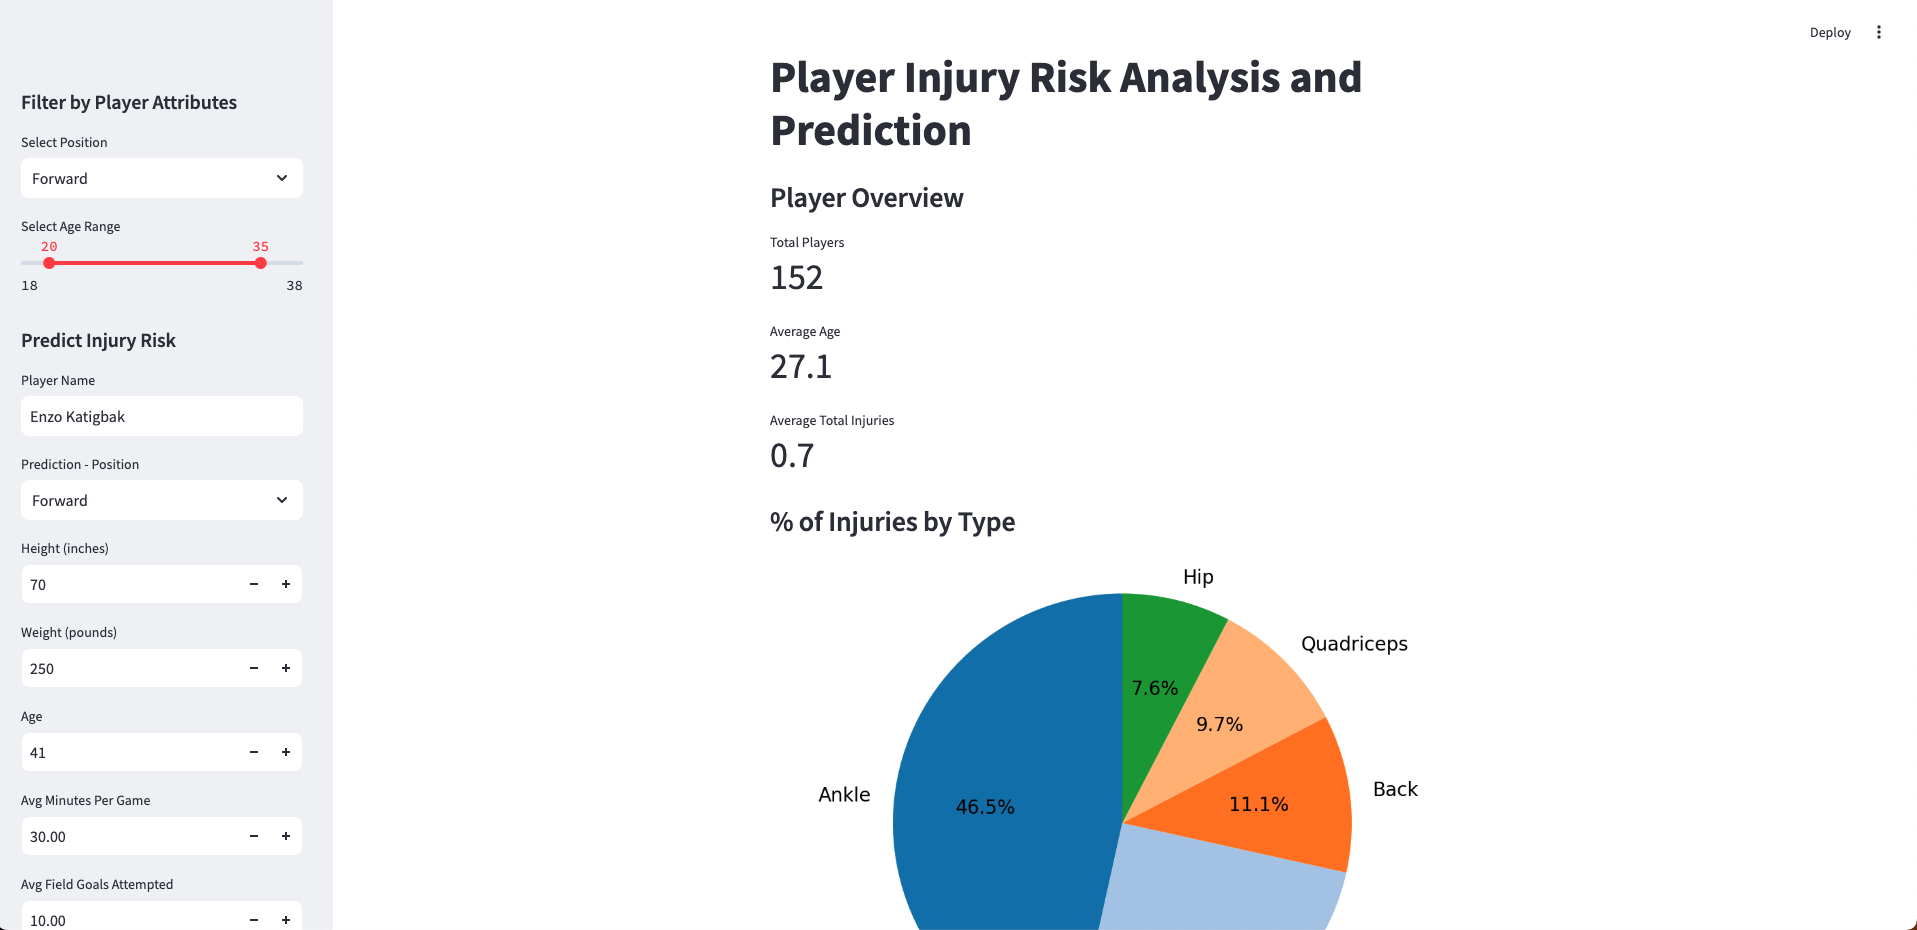 Deploy
Filter by Player Attributes
Select Position
Forward
Select Age Range
20 35
18 38
Predict Injury Risk
Player Name
Enzo Katigbak
Prediction - Position
Forward
Height (inches)
70 − +
Weight (pounds)
250 − +
Age
41 − +
Avg Minutes Per Game
30.00 − +
Avg Field Goals Attempted
10.00 − +
Player Injury Risk Analysis and
Prediction
Player Overview
Total Players
152
Average Age
27.1
Average Total Injuries
0.7
% of Injuries by Type
Hip
Quadriceps
7.6%
9.7%
Back
Ankle
46.5%
11.1%